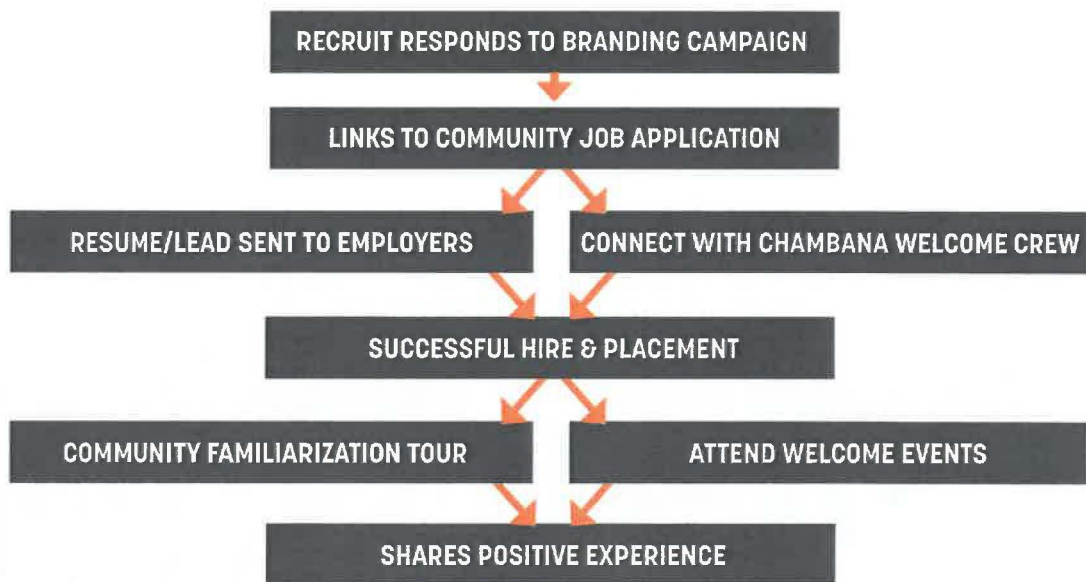 RECRUIT RESPONDS TO BRANDING CAMPAIGN
LINKS TO COMMUNITY JOB APPLICATION
RESUME/LEAD SENT TO EMPLOYERS
CONNECT WITH CHAMBANA WELCOME CREW
SUCCESSFUL HIRE & PLACEMENT
COMMUNITY FAMILIARIZATION TOUR
ATTEND WELCOME EVENTS
SHARES POSITIVE EXPERIENCE